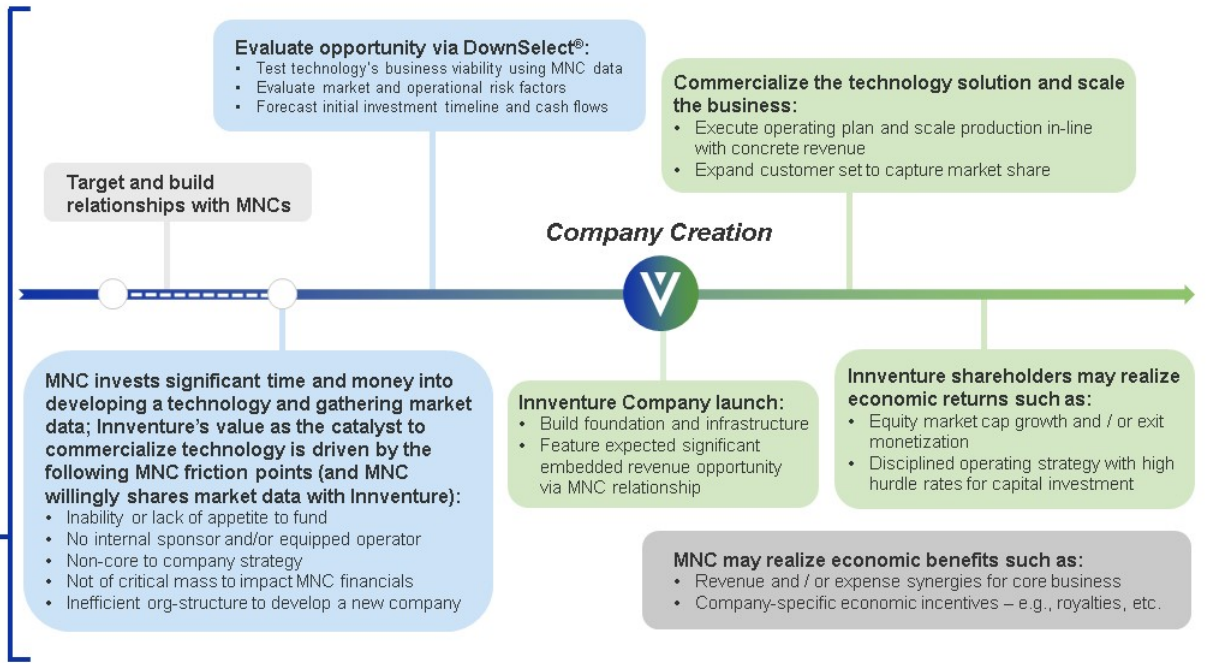 Evaluate opportunity via DownSelect®:
• Test technology's business viability using MNC data
• Evaluate market and operational risk factors
• Forecast initial investment timeline and cash flows
Commercialize the technology solution and scale
the business:
• Execute operating plan and scale production in-line
with concrete revenue
• Expand customer set to capture market share
Target and build
relationships with MNCs
Company Creation
MNC invests significant time and money into
developing a technology and gathering market
data; Innventure's value as the catalyst to
commercialize technology is driven by the
following MNC friction points (and MNC
willingly shares market data with Innventure):
• Inability or lack of appetite to fund
• No internal sponsor and/or equipped operator
• Non-core to company strategy
• Not of critical mass to impact MNC financials
• Inefficient org-structure to develop a new company
Innventure Company launch:
• Build foundation and infrastructure
• Feature expected significant
embedded revenue opportunity
via MNC relationship
Innventure shareholders may realize
economic returns such as:
• Equity market cap growth and / or exit
monetization
• Disciplined operating strategy with high
hurdle rates for capital investment
MNC may realize economic benefits such as:
• Revenue and / or expense synergies for core business
• Company-specific economic incentives – e.g., royalties, etc.